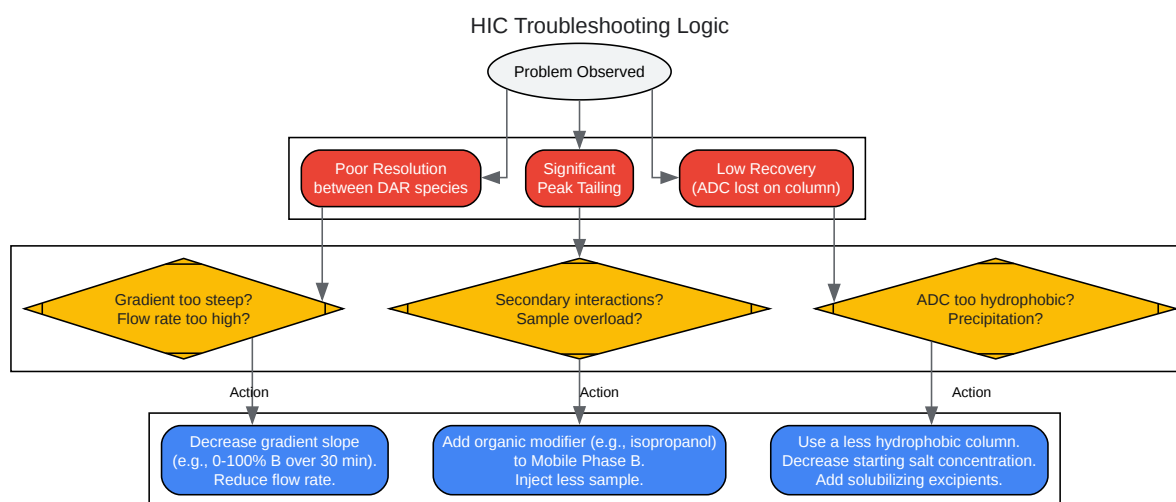 HIC Troubleshooting Logic
Problem Observed
Poor Resolution
between DAR species
Significant
Peak Tailing
Low Recovery
(ADC lost on column)
Gradient too steep?
Flow rate too high?
Secondary interactions?
Sample overload?
ADC too hydrophobic?
Precipitation?
Action
Action
Action
Decrease gradient slope
(e.g., 0-100% B over 30 min).
Reduce flow rate.
Add organic modifier (e.g., isopropanol)
to Mobile Phase B.
Inject less sample.
Use a less hydrophobic column.
Decrease starting salt concentration.
Add solubilizing excipients.